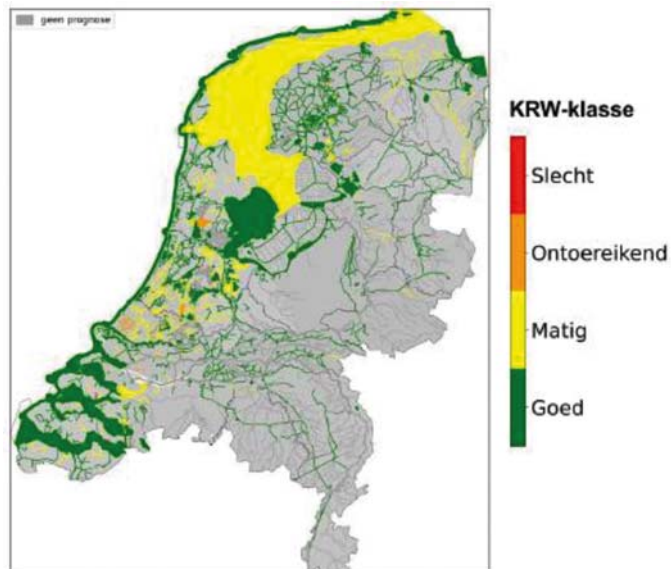 geen prognose
KRW-klasse
Slecht
Ontoereikend
Matig
Goed